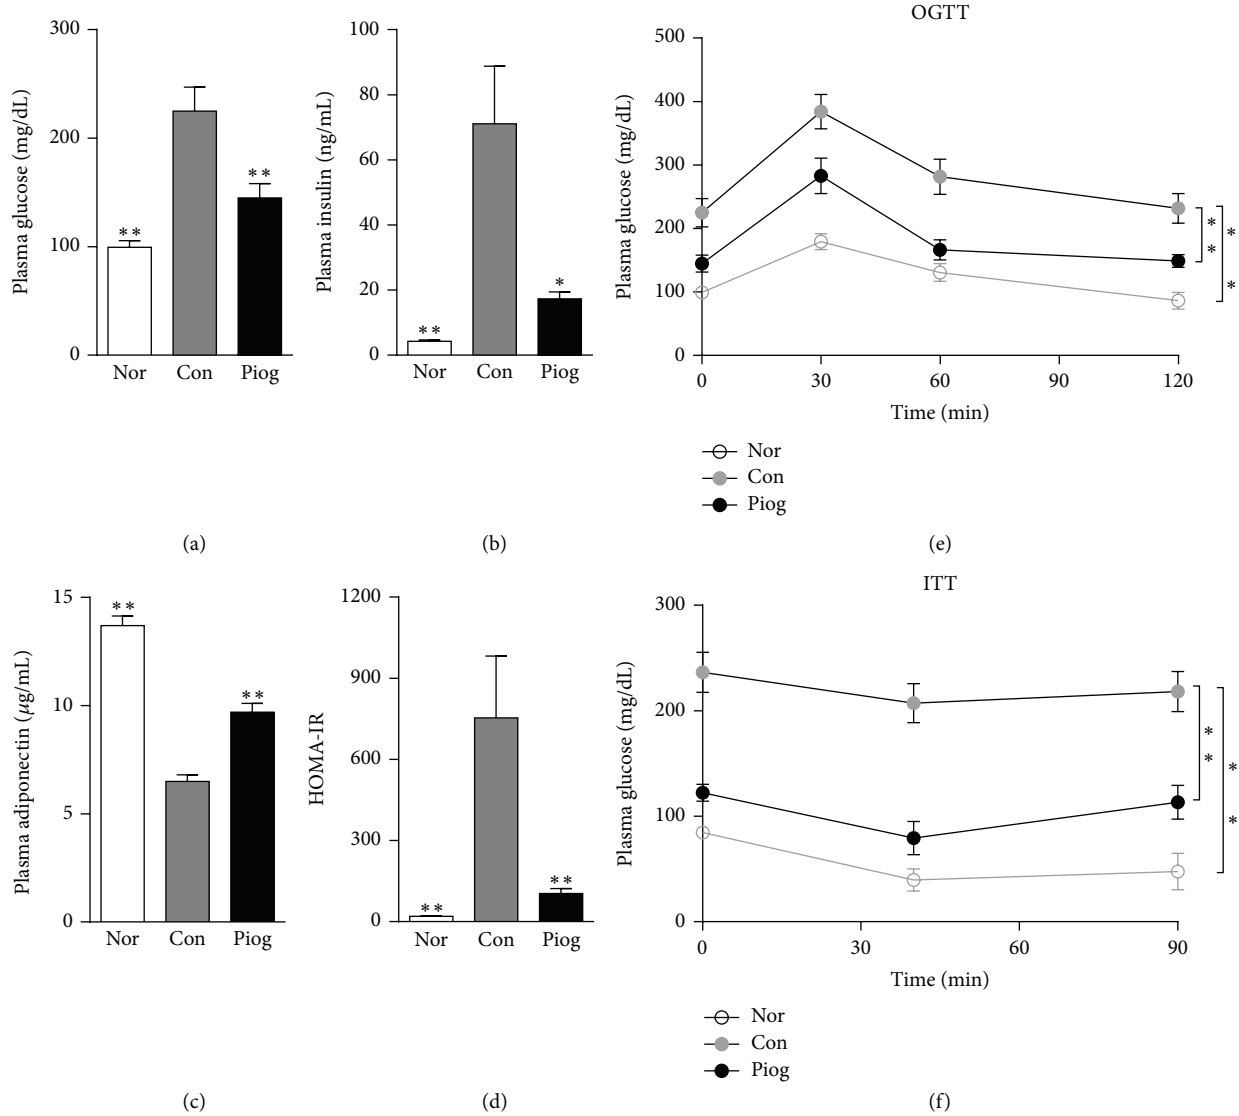 Plasma glucose (mg/dL)
300
200
100
0
**
**
Nor
Con
Piog
(a)
Plasma insulin (ng/mL)
100
80
60
40
20
0
**
*
Nor
Con
Piog
(b)
OGTT
Plasma glucose (mg/dL)
500
400
300
200
100
0
0
30
60
90
120
Time (min)
**
**
Nor
Con
Piog
(e)
Plasma adiponectin (μg/mL)
15
10
5
0
**
**
Nor
Con
Piog
(c)
HOMA-IR
1200
900
600
300
0
**
**
Nor
Con
Piog
(d)
ITT
Plasma glucose (mg/dL)
300
200
100
0
0
30
60
90
Time (min)
**
**
Nor
Con
Piog
(f)